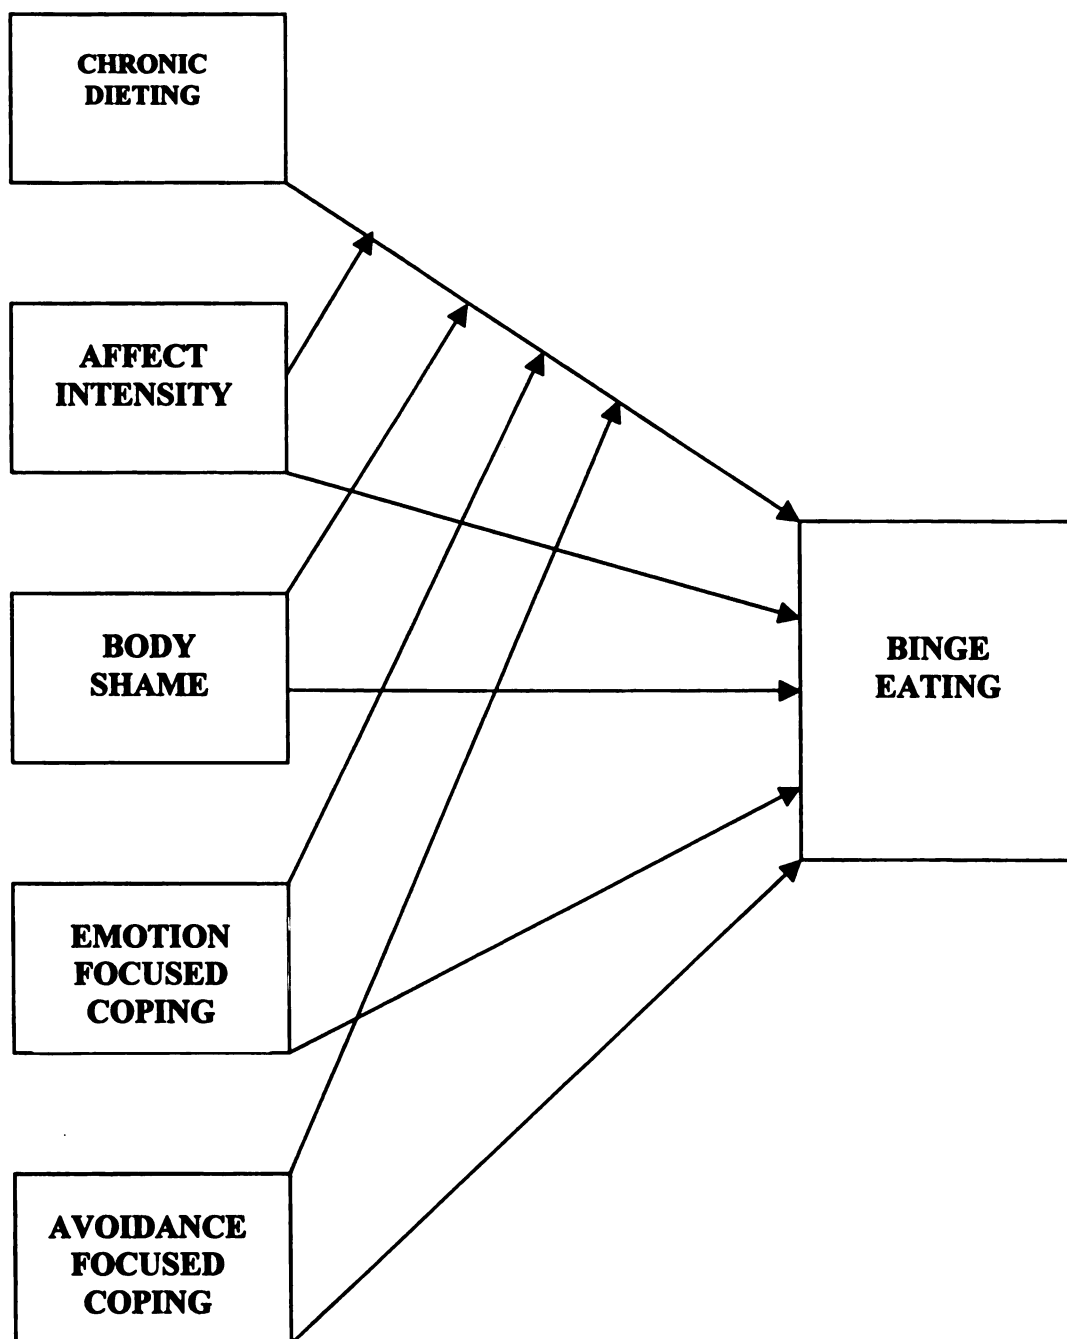 CHRONIC
DIETING
AFFECT
INTENSITY
BODY
SHAME
BINGE
EATING
EMOTION
FOCUSED
COPING
AVOIDANCE
FOCUSED
COPING